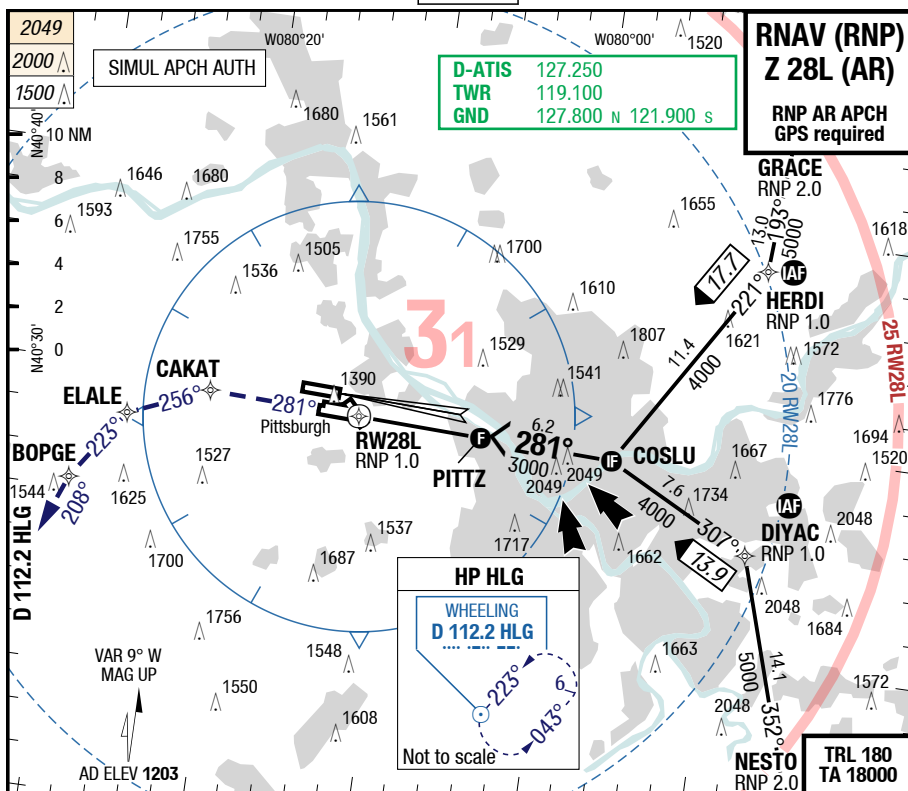 2049
2000
1500
SIMUL APCH AUTH
W080°20'
W080°00'
D-ATIS 127.250
TWR 119.100
GND 127.800 N 121.900 S
RNAV (RNP)
Z 28L (AR)
RNP AR APCH
GPS required
N40°40'
10 NM
8
6
4
2
0
N40°30'
1520
1680
1561
1646
1680
1593
1755
1505
1536
1700
1655
1618
1610
1529
1807
1621
1572
1541
1776
1390
31
GRACE
RNP 2.0
13.0
193°
5000
IAF
HERDI
RNP 1.0
17.7
221°
11.4
4000
25 RW28L
20 RW28L
CAKAT
ELALE
256°
281°
223°
BOPGE
208°
D 112.2 HLG
Pittsburgh
RW28L
RNP 1.0
F
PITTZ
6.2
281°
3000
IF
COSLU
2049
2049
1544
1625
1527
1667
1694
1520
1734
7.6
4000
307°
13.9
IAF
DIYAC
RNP 1.0
2048
1700
1687
1537
1717
1662
2048
1684
1756
1548
1663
1550
1608
2048
1572
14.1
5000
352°
NESTO
RNP 2.0
HP HLG
WHEELING
D 112.2 HLG
223°
043°
6
1
Not to scale
VAR 9° W
MAG UP
AD ELEV 1203
TRL 180
TA 18000